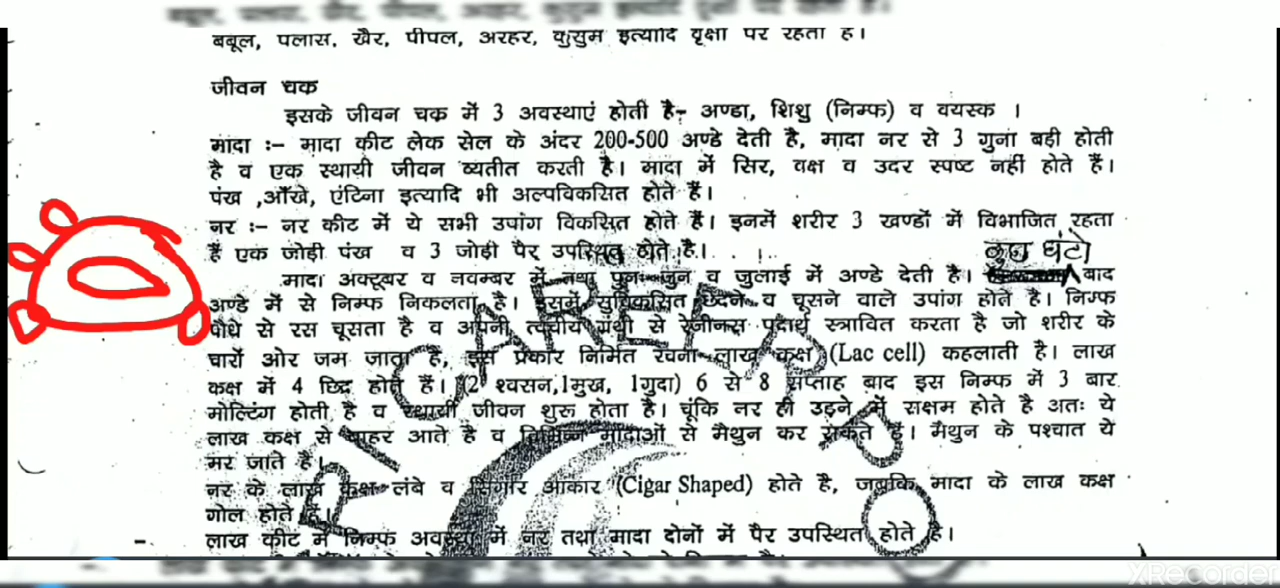 बबूल, पलास, खैर, पीपल, अरहर, कुसुम इत्यादि वृक्षा पर रहता ह।
जीवन चक
इसके जीवन चक्र में 3 अवस्थाएं होती है- अण्डा, शिशु (निम्फ) व वयस्क ।
मादा :- मादा कीट लेक सेल के अंदर 200-500 अण्डे देती है, मादा नर से 3 गुना बड़ी होती
है व एक स्थायी जीवन व्यतीत करती है। मादा में सिर, वक्ष व उदर स्पष्ट नहीं होते हैं।
पंख ,आँखे, एंटिना इत्यादि भी अल्पविकसित होते हैं।
नर :- नर कीट में ये सभी उपांग विकसित होते हैं। इनमें शरीर 3 खण्डों में विभाजित रहता
हैं एक जोड़ी पंख व 3 जोड़ी पैर उपस्थित होते है।
कुछ घंटो
मादा अक्टूबर व नवम्बर में तथा पुनः जुन व जुलाई में अण्डे देती है। बाद
अण्डे में से निम्फ निकलता है। इसमें सुविकसित छेदने व चूसने वाले उपांग होते है। निम्फ
पौधे से रस चूसता है व अपनी त्वचीय ग्रंथी से रेजीनस पदार्थ स्त्रावित करता है जो शरीर के
चारों ओर जम जाता है, इस प्रकार निर्मित रचना लाख कक्ष (Lac cell) कहलाती है। लाख
कक्ष में 4 छिद्र होते हैं। (2 श्वसन,1मुख, 1गुदा) 6 से 8 सप्ताह बाद इस निम्फ में 3 बार
मोल्टिंग होती है व स्थायी जीवन शुरू होता है। चूंकि नर ही उड़ने में सक्षम होते है अतः ये
लाख कक्ष से बाहर आते है व विभिन्न मादाओं से मैथुन कर सकते हैं। मैथुन के पश्चात ये
मर जाते हैं।
नर के लाख कक्ष लंबे व सिगार आकार (Cigar Shaped) होते है, जबकि मादा के लाख कक्ष
गोल होते हैं।
लाख कीट में निम्फ अवस्था में नर तथा मादा दोनों में पैर उपस्थित होते है।
XRecorder